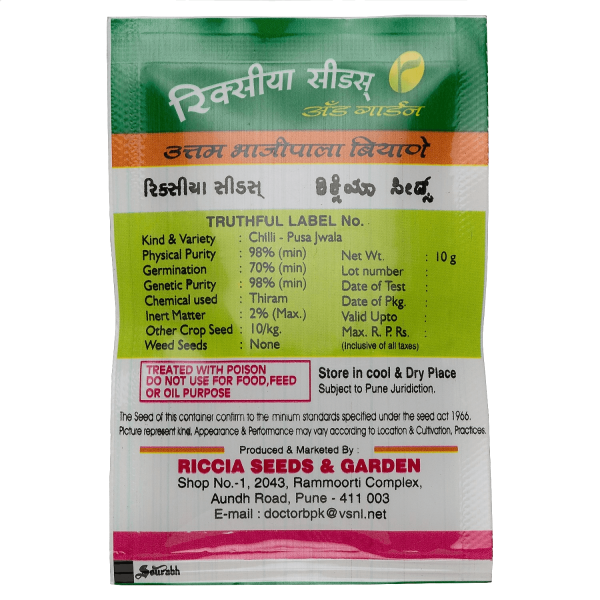 रिक्सीया सीडस्
अँड गार्डन
उत्तम भाजीपाला बियाणे
रिक्सीया सीडस् ರಿಕ್ಸಿಯಾ ಸೀಡ್ಸ
TRUTHFUL LABEL No.
Kind & Variety : Chilli - Pusa Jwala
Physical Purity : 98% (min) Net Wt. : 10 g
Germination : 70% (min) Lot number :
Genetic Purity : 98% (min) Date of Test :
Chemical used : Thiram Date of Pkg. :
Inert Matter : 2% (Max.) Valid Upto :
Other Crop Seed : 10/kg. Max. R. P. Rs. :
Weed Seeds : None (inclusive of all taxes)
TREATED WITH POISON
DO NOT USE FOR FOOD,FEED
OR OIL PURPOSE
Store in cool & Dry Place
Subject to Pune Juridiction.
The Seed of this container confirm to the minium standards specified under the seed act 1966.
Picture represent kind, Appearance & Performance may vary according to Location & Cultivation, Practices.
Produced & Marketed By :
RICCIA SEEDS & GARDEN
Shop No.-1, 2043, Rammoorti Complex,
Aundh Road, Pune - 411 003
E-mail : doctorbpk@vsnl.net
Sourabh